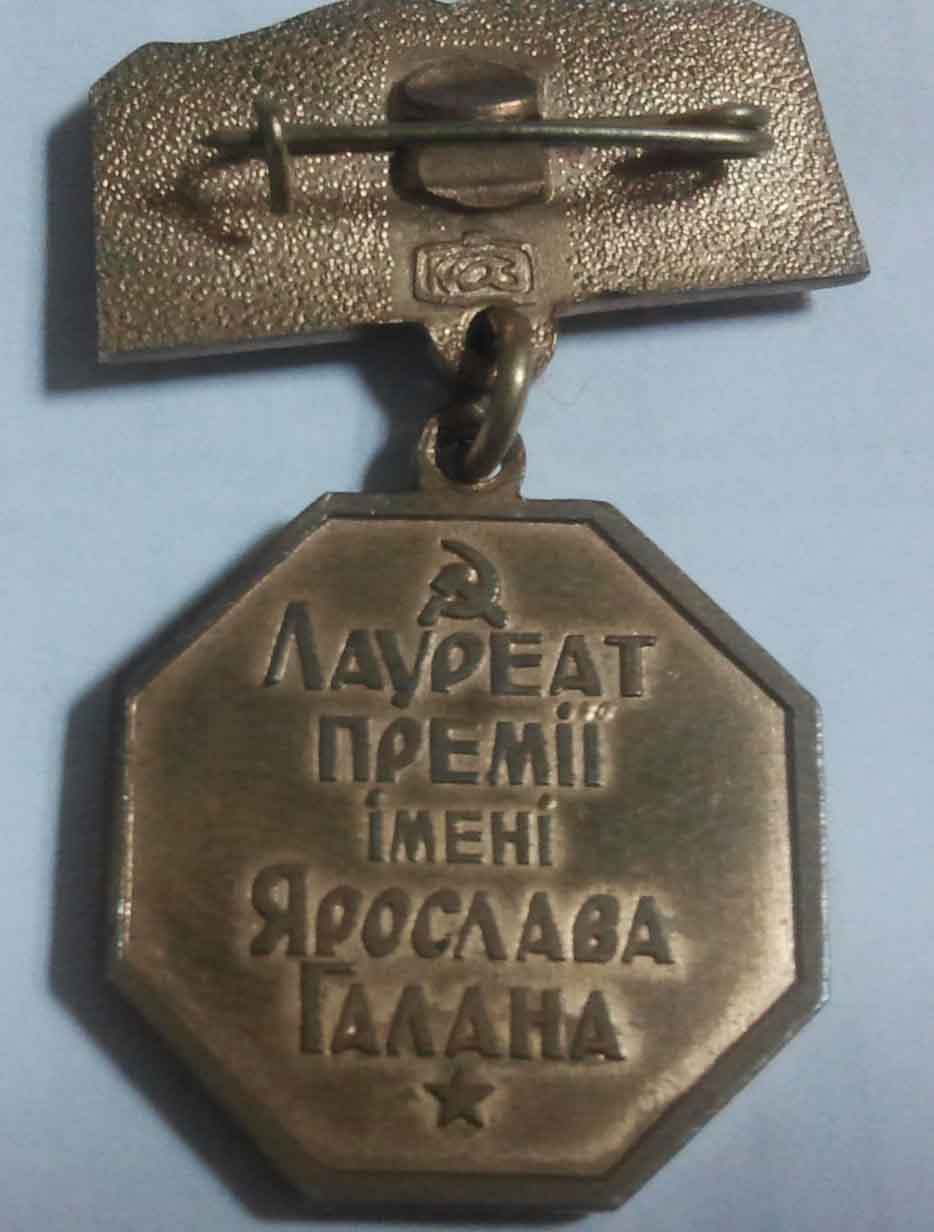 КОЗ
Лауреат
премії
імені
Ярослава
Галана